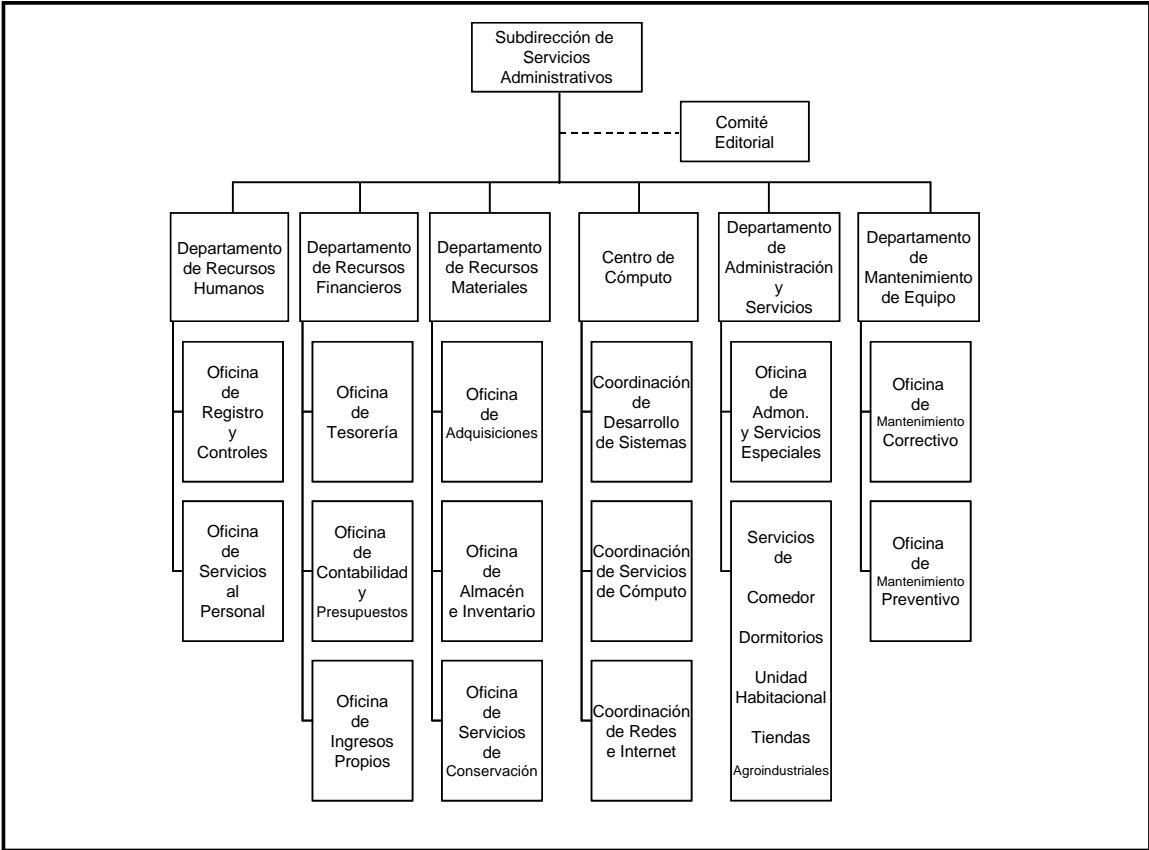 Subdirección de
Servicios
Administrativos
Comité
Editorial
Departamento
de Recursos
Humanos
Departamento
de Recursos
Financieros
Departamento
de Recursos
Materiales
Centro de
Cómputo
Departamento
de
Administración
y
Servicios
Departamento
de
Mantenimiento
de Equipo
Oficina
de
Registro
y
Controles
Oficina
de
Tesorería
Oficina
de
Adquisiciones
Coordinación
de
Desarrollo
de Sistemas
Oficina
de
Admon.
y Servicios
Especiales
Oficina
de
Mantenimiento
Correctivo
Oficina
de
Servicios
al
Personal
Oficina
de
Contabilidad
y
Presupuestos
Oficina
de
Almacén
e Inventario
Coordinación
de Servicios
de Cómputo
Servicios
de
Comedor
Dormitorios
Unidad
Habitacional
Tiendas
Agroindustriales
Oficina
de
Mantenimiento
Preventivo
Oficina
de
Ingresos
Propios
Oficina
de
Servicios
de
Conservación
Coordinación
de Redes
e Internet